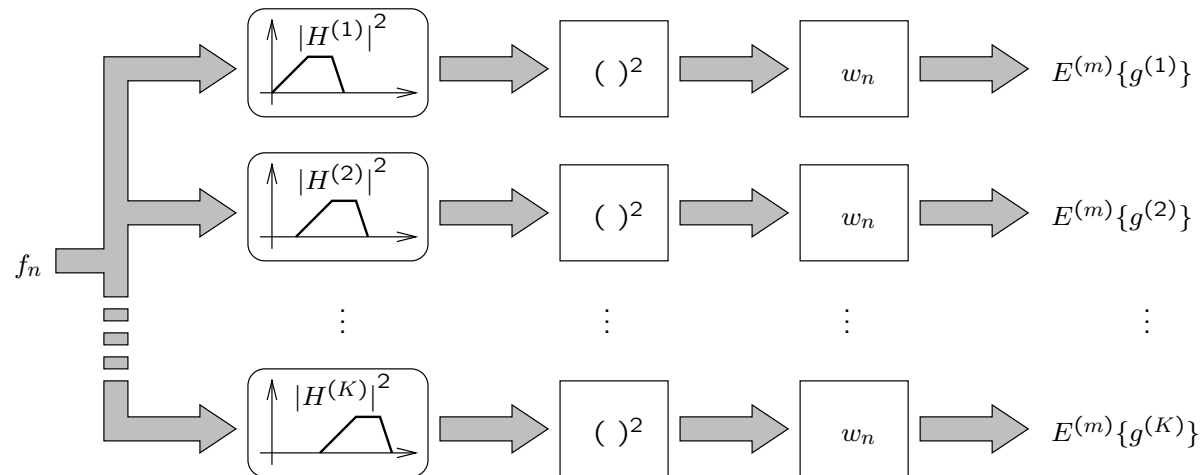 |H^(1)|^2 ( )^2 w_n E^(m){g^(1)}
|H^(2)|^2 ( )^2 w_n E^(m){g^(2)}
f_n
⋮ ⋮ ⋮ ⋮
|H^(K)|^2 ( )^2 w_n E^(m){g^(K)}